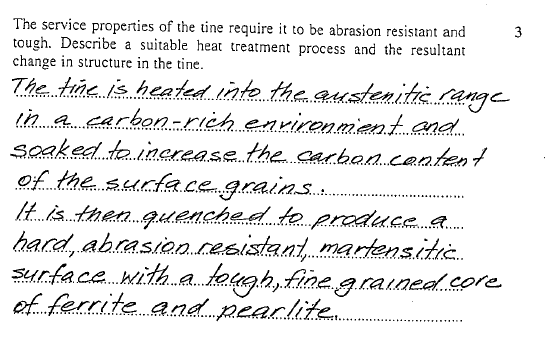 The service properties of the tine require it to be abrasion resistant and 3
tough. Describe a suitable heat treatment process and the resultant
change in structure in the tine.
The tine is heated into the austenitic range
in a carbon-rich environment and
soaked to increase the carbon content
of the surface grains.
It is then quenched to produce a
hard, abrasion resistant, martensitic
surface with a tough, fine grained core
of ferrite and pearlite.